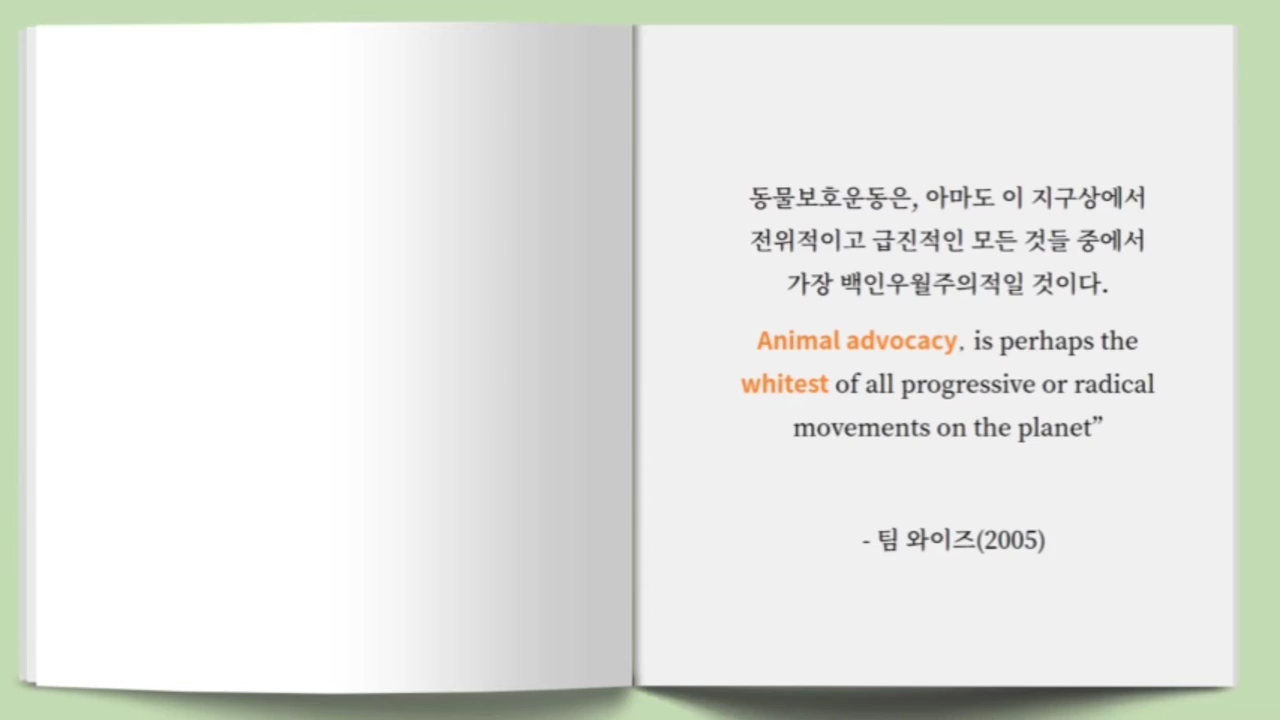 동물보호운동은, 아마도 이 지구상에서
전위적이고 급진적인 모든 것들 중에서
가장 백인우월주의적일 것이다.
Animal advocacy, is perhaps the
whitest of all progressive or radical
movements on the planet”
- 팀 와이즈(2005)